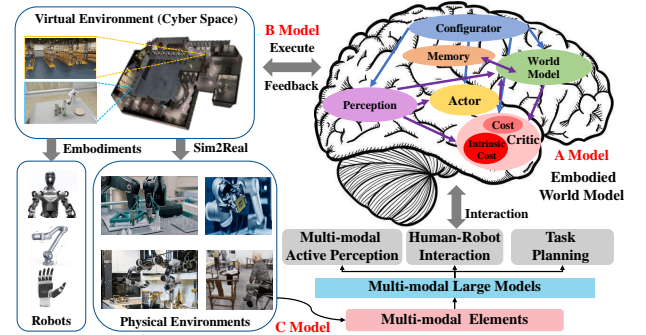 Virtual Environment (Cyber Space)
B Model
Execute
Feedback
Configurator
Memory
World
Model
Perception
Actor
Cost
Critic
Intrinsic
Cost
A Model
Embodied
World Model
Embodiments
Sim2Real
Interaction
Multi-modal
Active Perception
Human-Robot
Interaction
Task
Planning
Multi-modal Large Models
Multi-modal Elements
Robots
Physical Environments
C Model